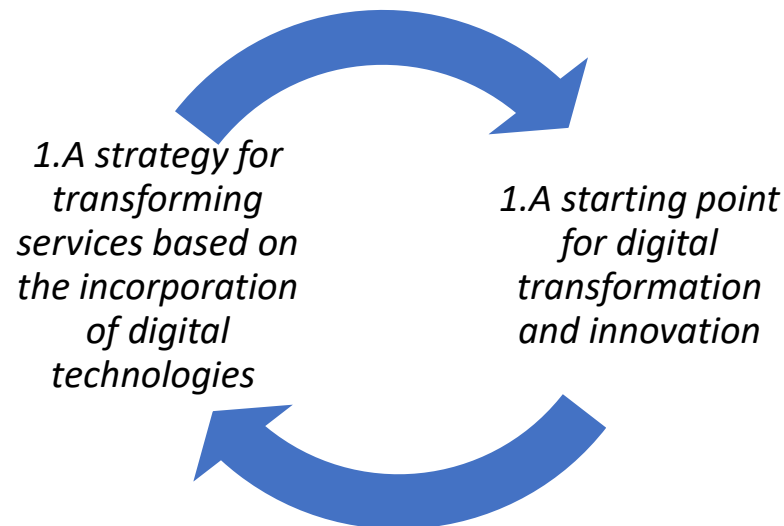 1.A strategy for
transforming
services based on
the incorporation
of digital
technologies
1.A starting point
for digital
transformation
and innovation